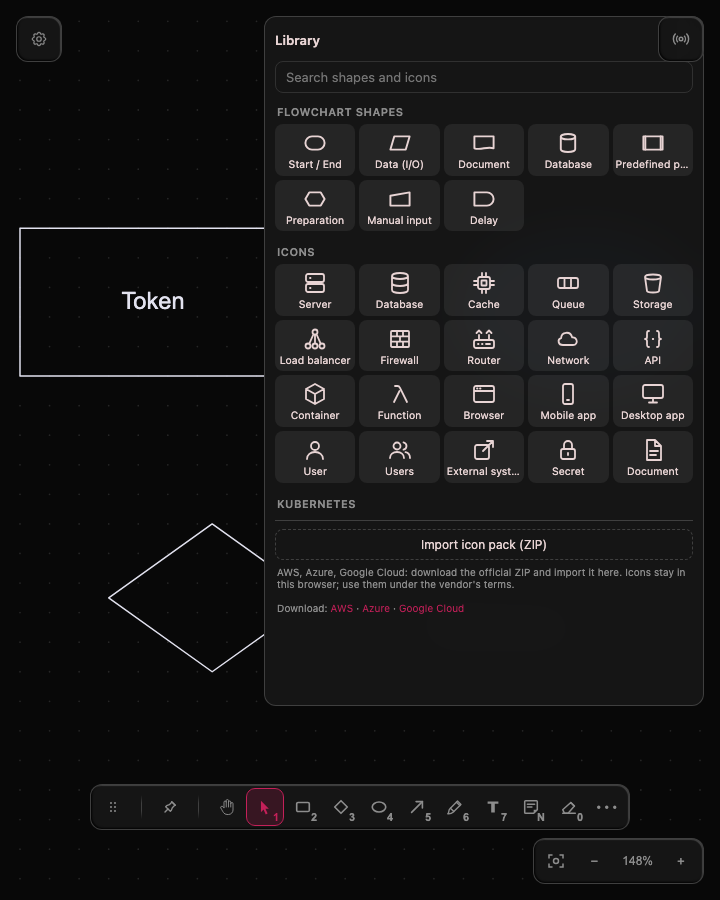 Library
Search shapes and icons
FLOWCHART SHAPES
Start / End
Data (I/O)
Document
Database
Predefined p...
Preparation
Manual input
Delay
ICONS
Server
Database
Cache
Queue
Storage
Load balancer
Firewall
Router
Network
API
Container
Function
Browser
Mobile app
Desktop app
User
Users
External syst...
Secret
Document
KUBERNETES
Import icon pack (ZIP)
AWS, Azure, Google Cloud: download the official ZIP and import it here. Icons stay in
this browser; use them under the vendor's terms.
Download: AWS · Azure · Google Cloud
Token
1
2
3
4
5
6
T 7
N
0
148%